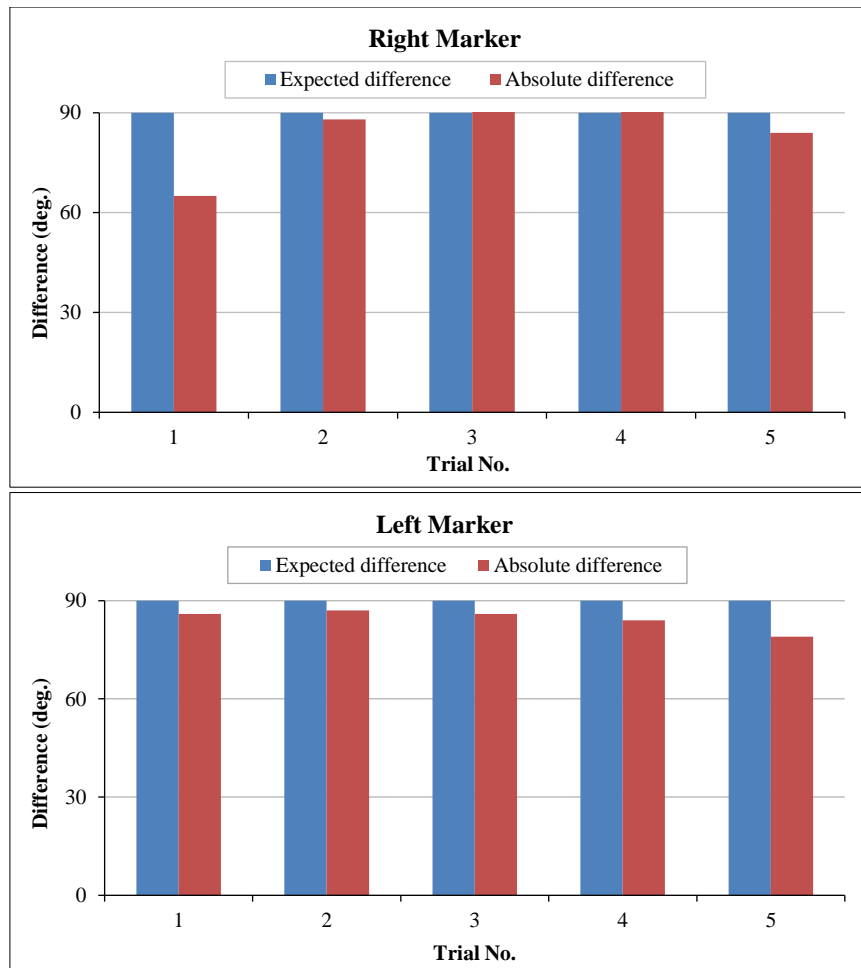 Right Marker
Expected difference Absolute difference
90
60
30
0
Difference (deg.)
1 2 3 4 5
Trial No.
Left Marker
Expected difference Absolute difference
90
60
30
0
Difference (deg.)
1 2 3 4 5
Trial No.